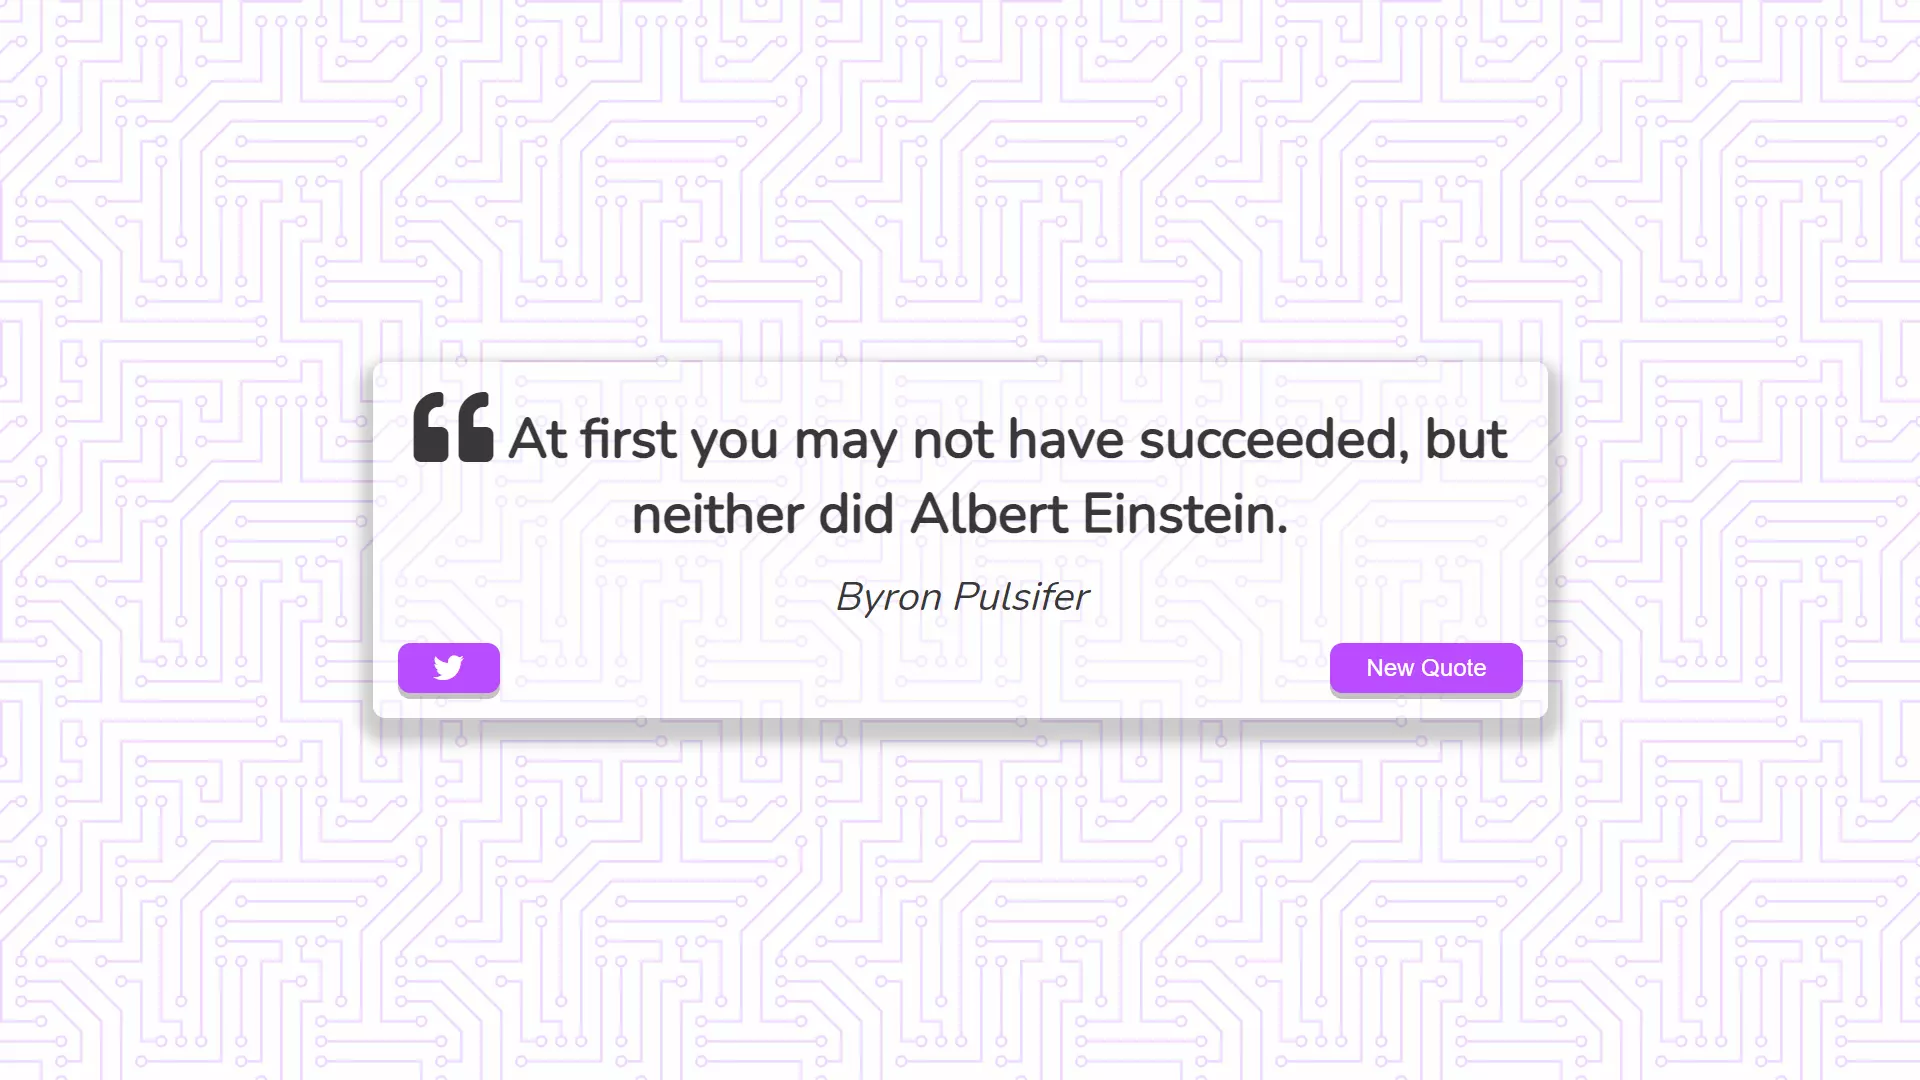 At first you may not have succeeded, but
neither did Albert Einstein.
Byron Pulsifer
New Quote